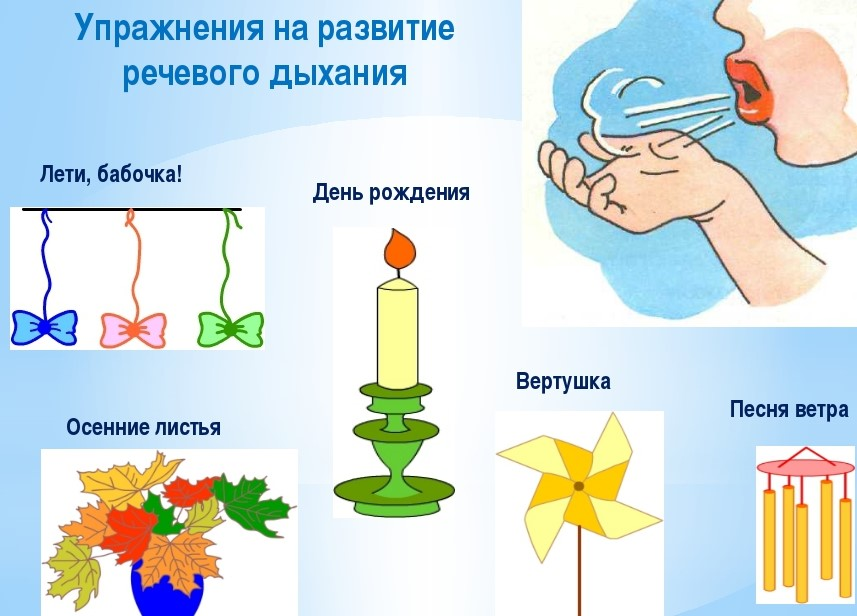 Упражнения на развитие
речевого дыхания
Лети, бабочка!
День рождения
Вертушка
Песня ветра
Осенние листья